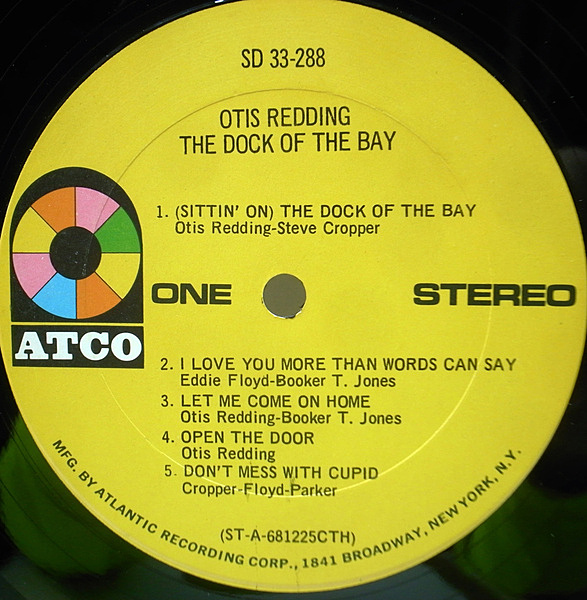 SD 33-288
OTIS REDDING
THE DOCK OF THE BAY
1. (SITTIN' ON) THE DOCK OF THE BAY
Otis Redding-Steve Cropper
ONE
STEREO
ATCO
2. I LOVE YOU MORE THAN WORDS CAN SAY
Eddie Floyd-Booker T. Jones
3. LET ME COME ON HOME
Otis Redding-Booker T. Jones
4. OPEN THE DOOR
Otis Redding
5. DON'T MESS WITH CUPID
Cropper-Floyd-Parker
(ST-A-681225CTH)
MFG. BY ATLANTIC RECORDING CORP., 1841 BROADWAY, NEW YORK, N.Y.